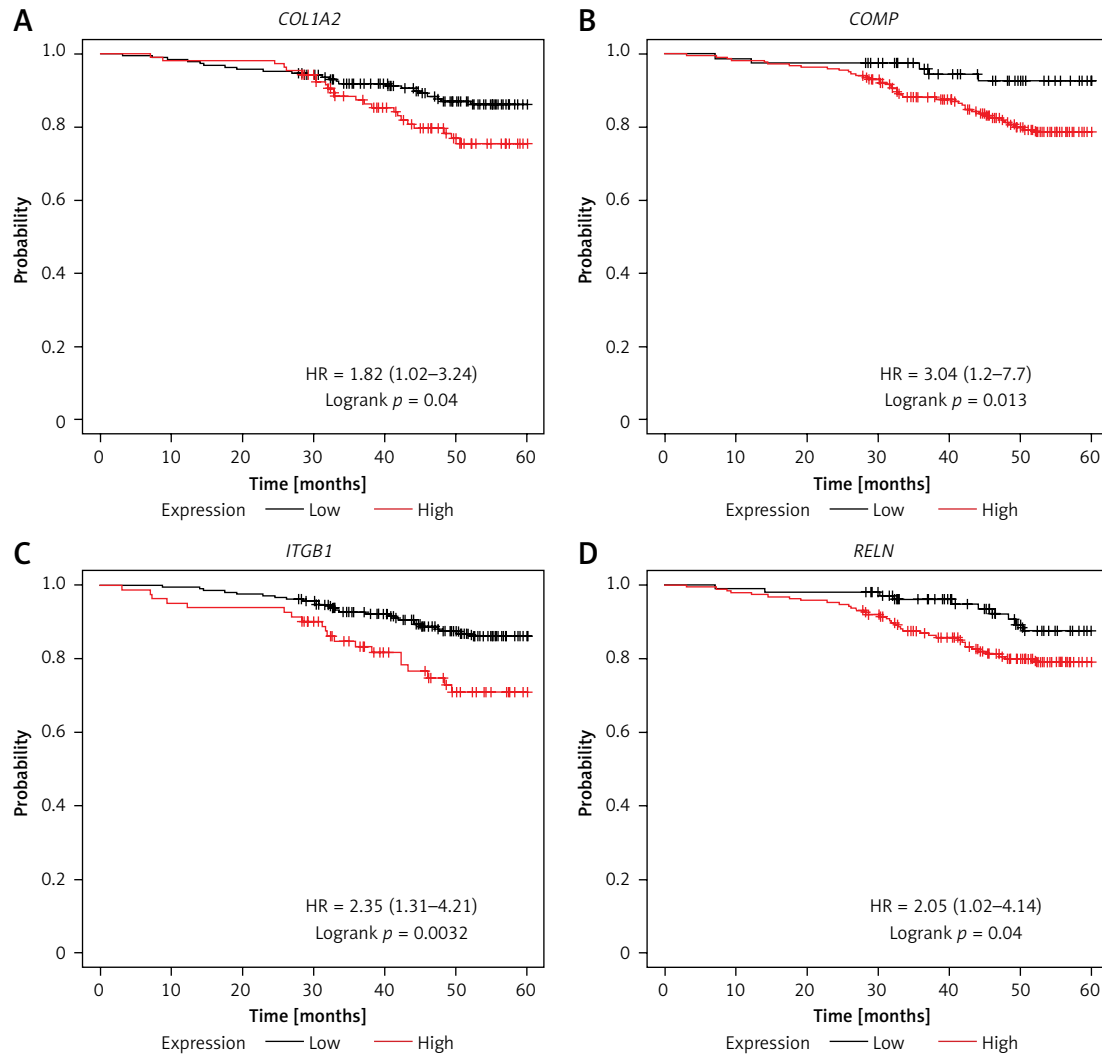 A
COL1A2
1.0
0.8
0.6
0.4
0.2
0
Probability
HR = 1.82 (1.02–3.24)
Logrank p = 0.04
0 10 20 30 40 50 60
Time [months]
Expression Low High
B
COMP
1.0
0.8
0.6
0.4
0.2
0
Probability
HR = 3.04 (1.2–7.7)
Logrank p = 0.013
0 10 20 30 40 50 60
Time [months]
Expression Low High
C
ITGB1
1.0
0.8
0.6
0.4
0.2
0
Probability
HR = 2.35 (1.31–4.21)
Logrank p = 0.0032
0 10 20 30 40 50 60
Time [months]
Expression Low High
D
RELN
1.0
0.8
0.6
0.4
0.2
0
Probability
HR = 2.05 (1.02–4.14)
Logrank p = 0.04
0 10 20 30 40 50 60
Time [months]
Expression Low High